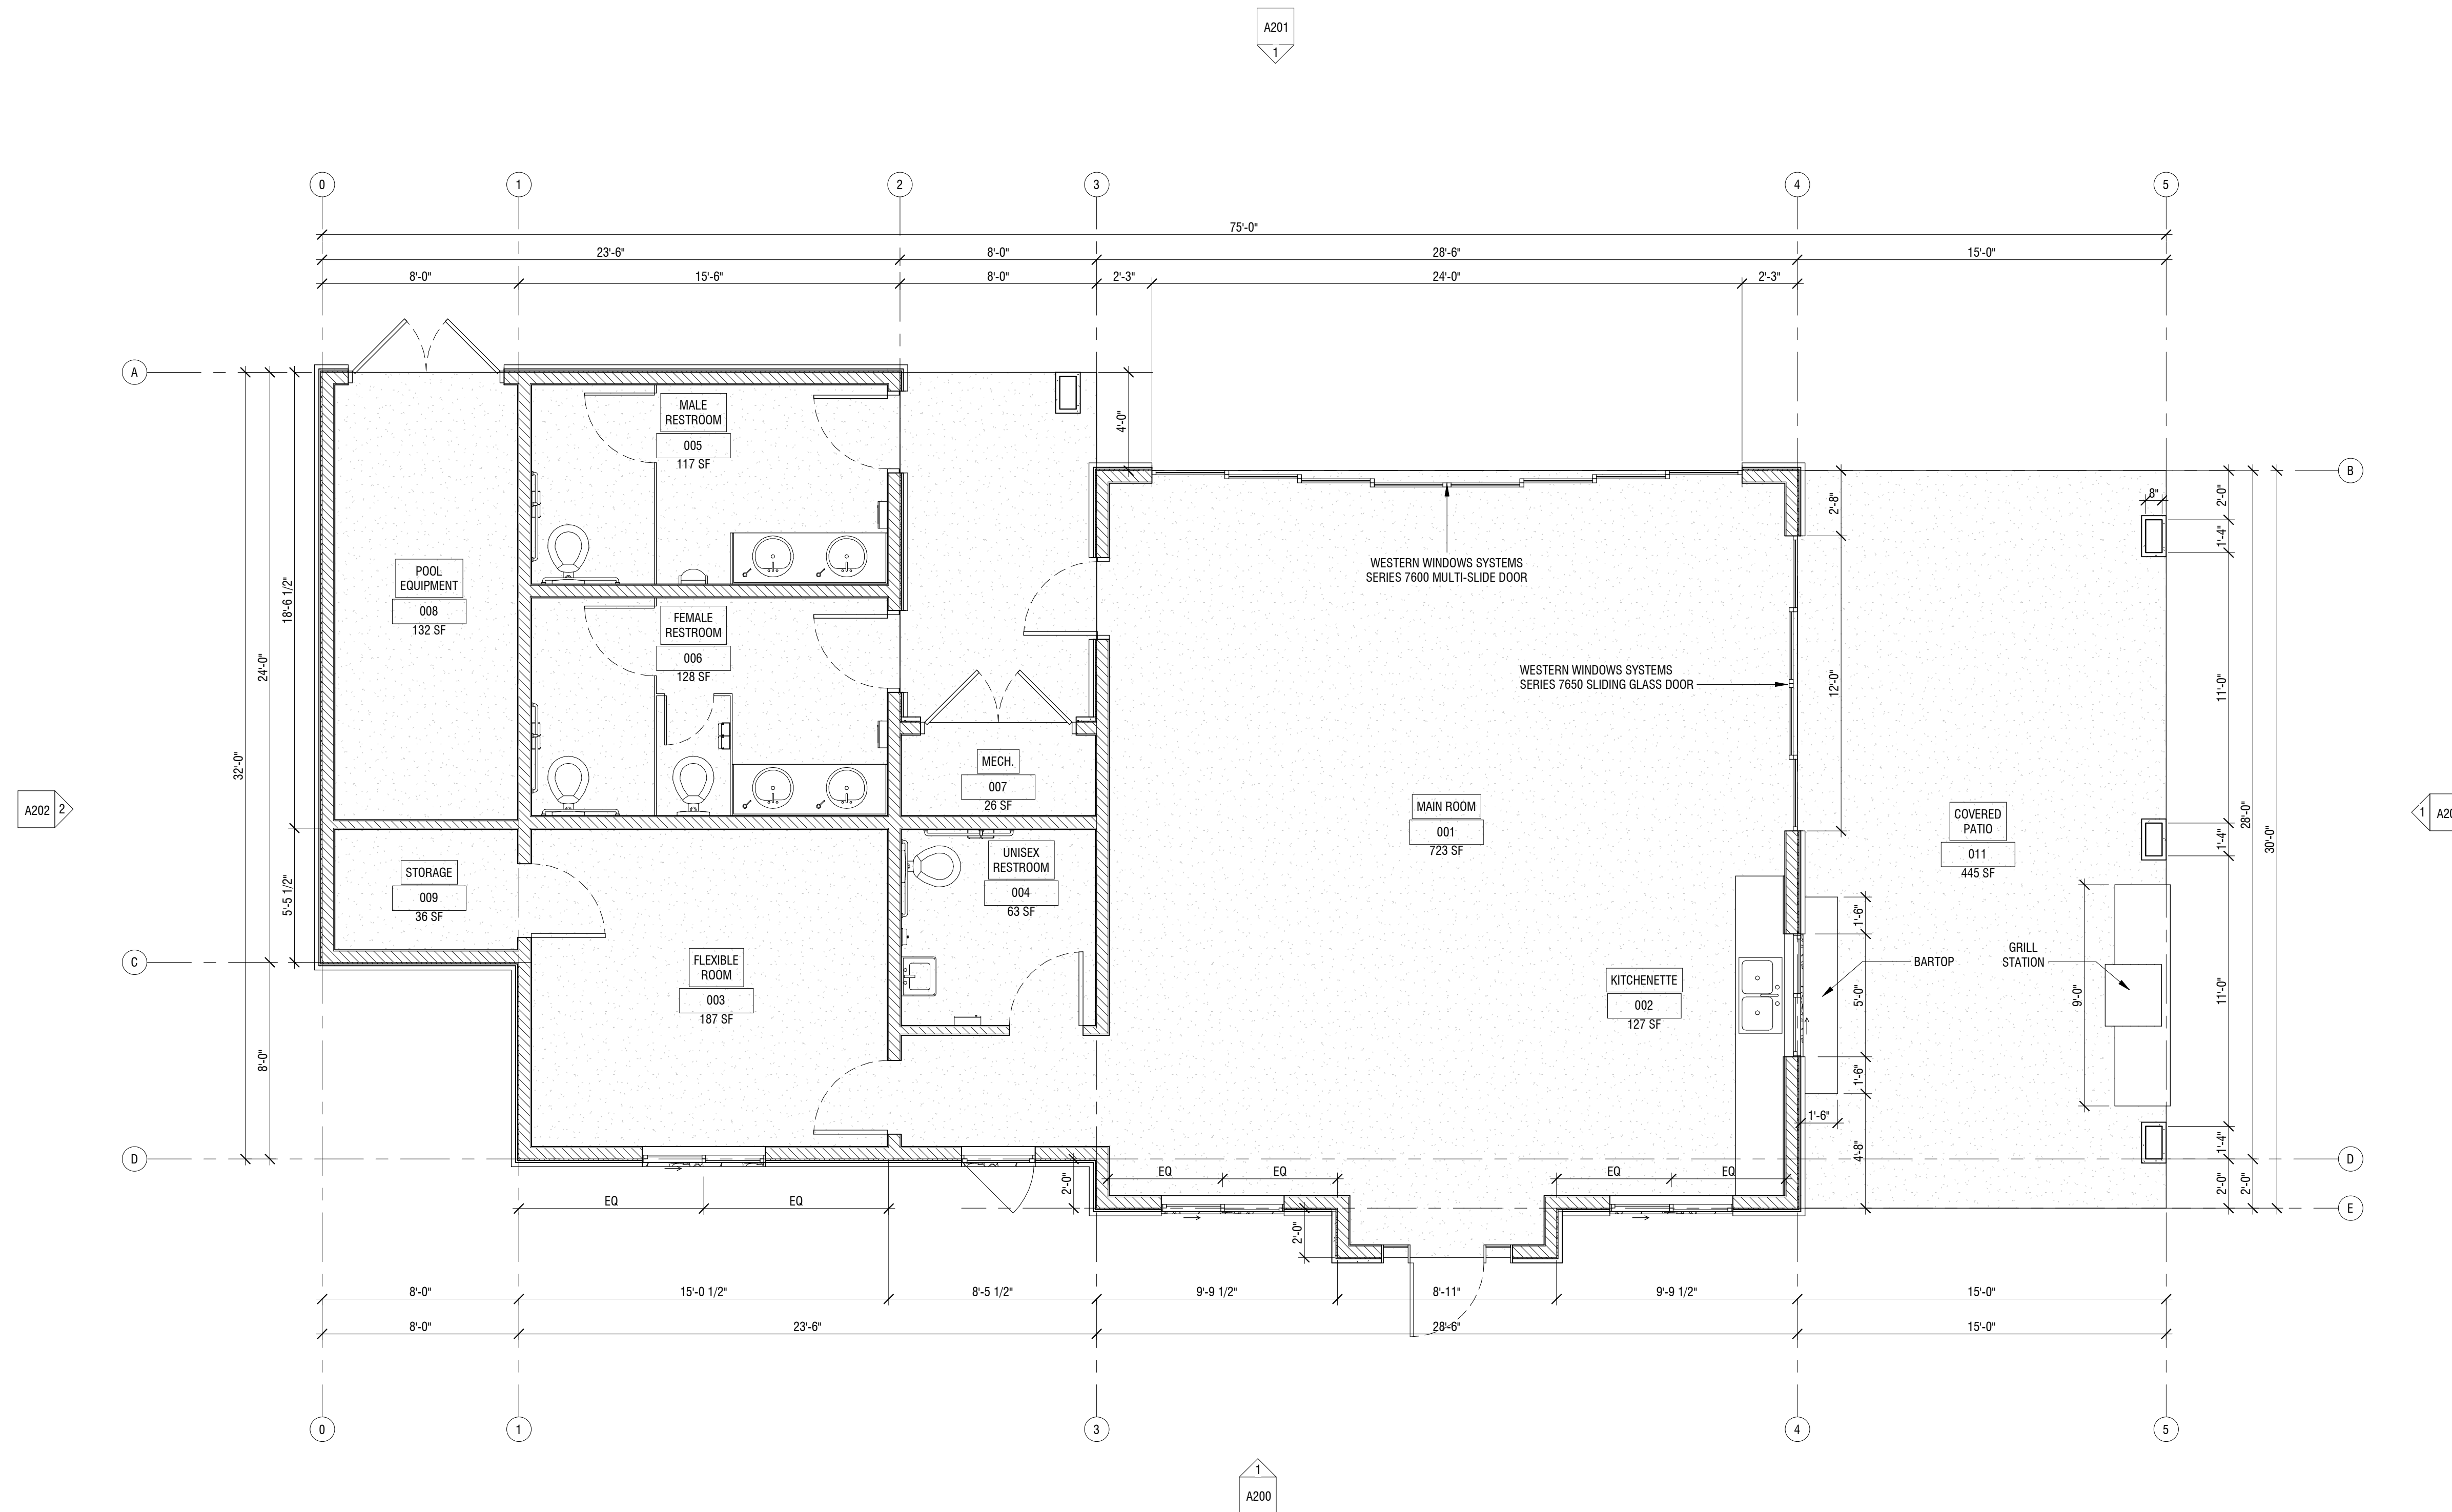 A201
1
0
1
2
3
4
5
75'-0"
23'-6"
8'-0"
28'-6"
15'-0"
8'-0"
15'-6"
8'-0"
2'-3"
24'-0"
2'-3"
A
4'-0"
B
MALE
RESTROOM
005
117 SF
2'-8"
8"
2'-0"
1'-4"
POOL
EQUIPMENT
008
132 SF
18'-6 1/2"
24'-0"
32'-0"
WESTERN WINDOWS SYSTEMS
SERIES 7600 MULTI-SLIDE DOOR
FEMALE
RESTROOM
006
128 SF
WESTERN WINDOWS SYSTEMS
SERIES 7650 SLIDING GLASS DOOR
12'-0"
11'-0"
MECH.
007
26 SF
A202
2
MAIN ROOM
001
723 SF
COVERED
PATIO
011
445 SF
1'-4"
28'-0"
30'-0"
1
STORAGE
009
36 SF
5'-5 1/2"
UNISEX
RESTROOM
004
63 SF
1'-6"
C
FLEXIBLE
ROOM
003
187 SF
KITCHENETTE
002
127 SF
5'-0"
BARTOP
GRILL
STATION
9'-0"
11'-0"
8'-0"
1'-6"
1'-6"
4'-8"
1'-4"
D
D
2'-0"
EQ
EQ
EQ
EQ
2'-0"
2'-0"
EQ
EQ
E
2'-0"
8'-0"
15'-0 1/2"
8'-5 1/2"
9'-9 1/2"
8'-11"
9'-9 1/2"
15'-0"
8'-0"
23'-6"
28'-6"
15'-0"
0
1
3
4
5
1
A200